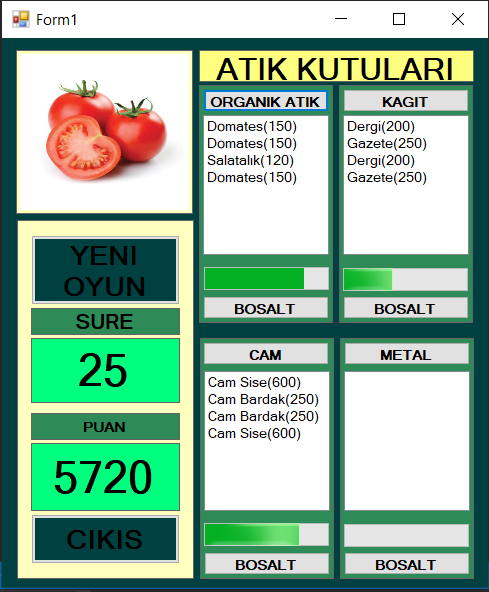 Form1
ATIK KUTULARI
ORGANIK ATIK
Domates(150)
Domates(150)
Salatalık(120)
Domates(150)
BOSALT
KAGIT
Dergi(200)
Gazete(250)
Dergi(200)
Gazete(250)
BOSALT
YENI
OYUN
SURE
25
PUAN
5720
CIKIS
CAM
Cam Sise(600)
Cam Bardak(250)
Cam Bardak(250)
Cam Sise(600)
BOSALT
METAL
BOSALT